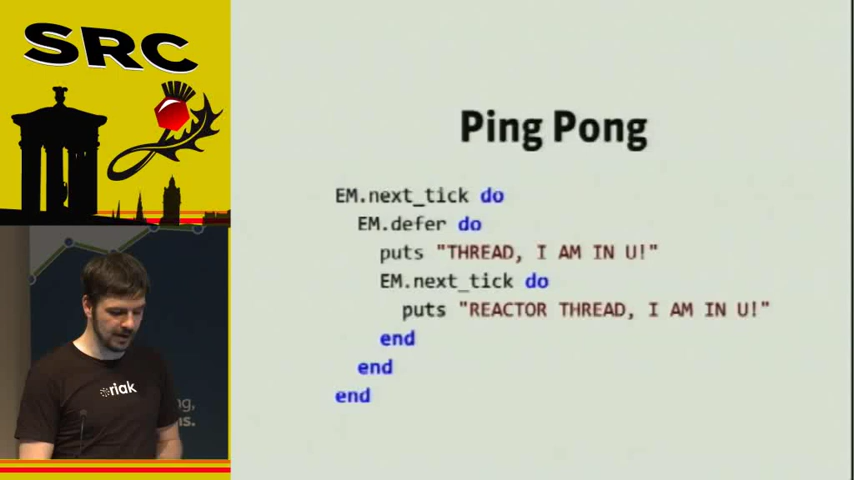 SRC
Ping Pong
EM.next_tick do
EM.defer do
puts "THREAD, I AM IN U!"
EM.next_tick do
puts "REACTOR THREAD, I AM IN U!"
end
end
end
riak